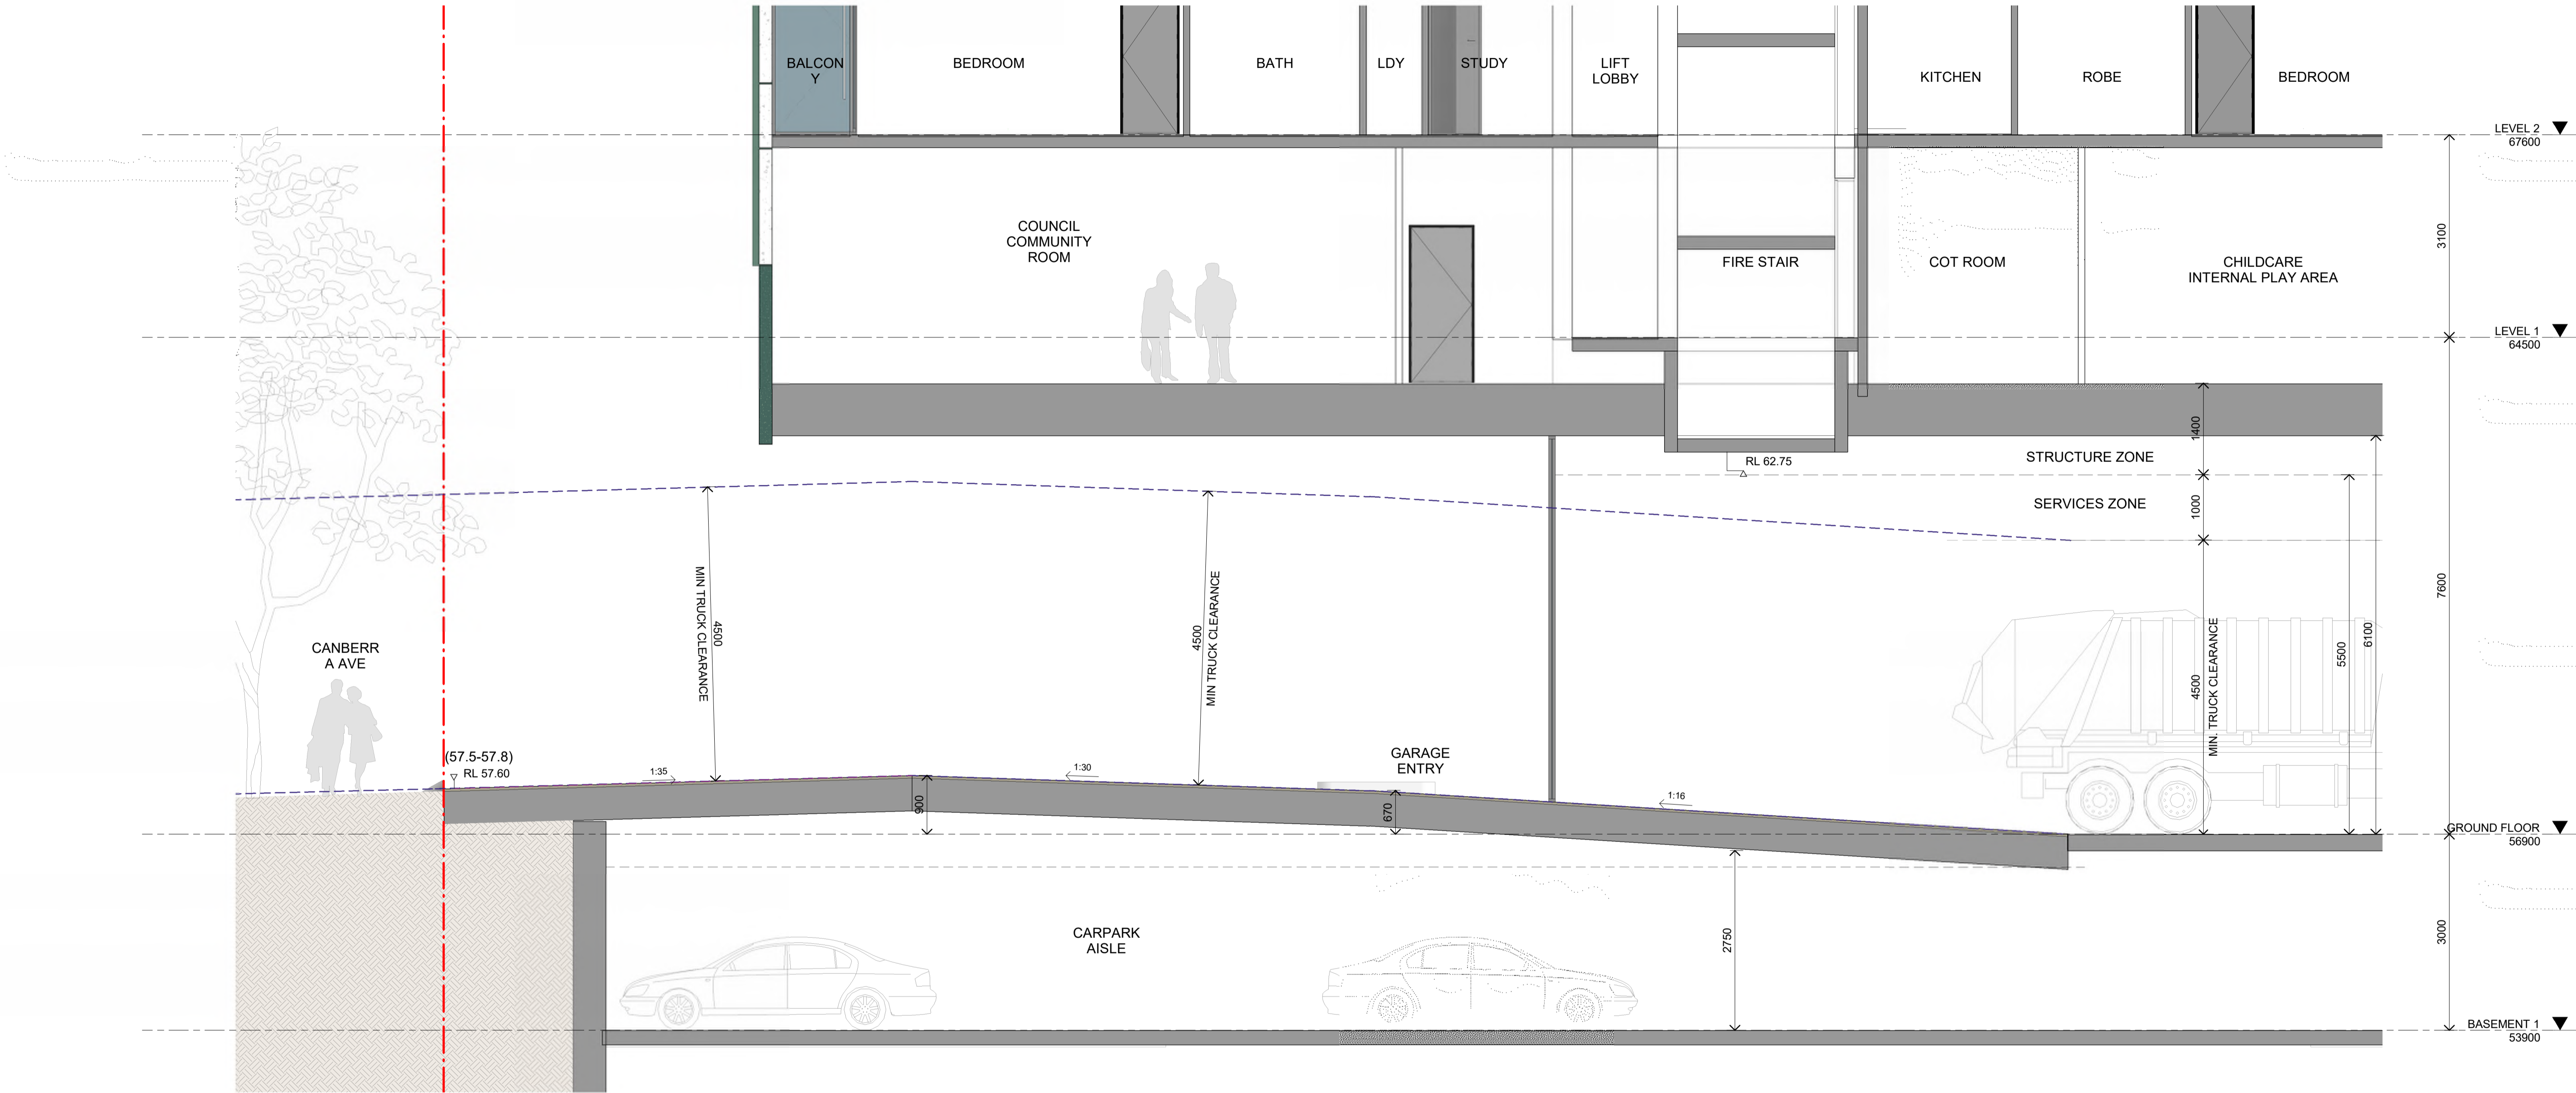 BALCON
Y
BEDROOM
BATH
LDY
STUDY
LIFT
LOBBY
KITCHEN
ROBE
BEDROOM
LEVEL 2
67600
COUNCIL
COMMUNITY
ROOM
FIRE STAIR
COT ROOM
CHILDCARE
INTERNAL PLAY AREA
3100
LEVEL 1
64500
1400
STRUCTURE ZONE
RL 62.75
SERVICES ZONE
1000
CANBERR
A AVE
MIN TRUCK CLEARANCE
4500
4500
MIN TRUCK CLEARANCE
4500
MIN. TRUCK CLEARANCE
5500
6100
7600
(57.5-57.8)
RL 57.60
1:35
1:30
GARAGE
ENTRY
1:16
900
670
GROUND FLOOR
56900
CARPARK
AISLE
2750
3000
BASEMENT 1
53900